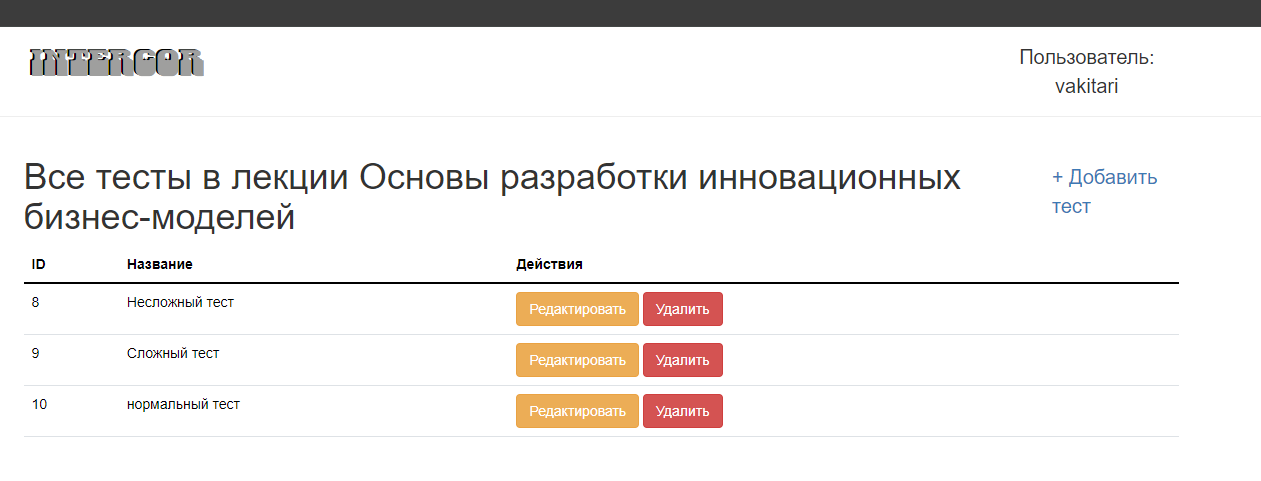 INTERCOR
Пользователь:
vakitari
Все тесты в лекции Основы разработки инновационных
бизнес-моделей
+ Добавить
тест
ID Название Действия
8 Несложный тест Редактировать Удалить
9 Сложный тест Редактировать Удалить
10 нормальный тест Редактировать Удалить